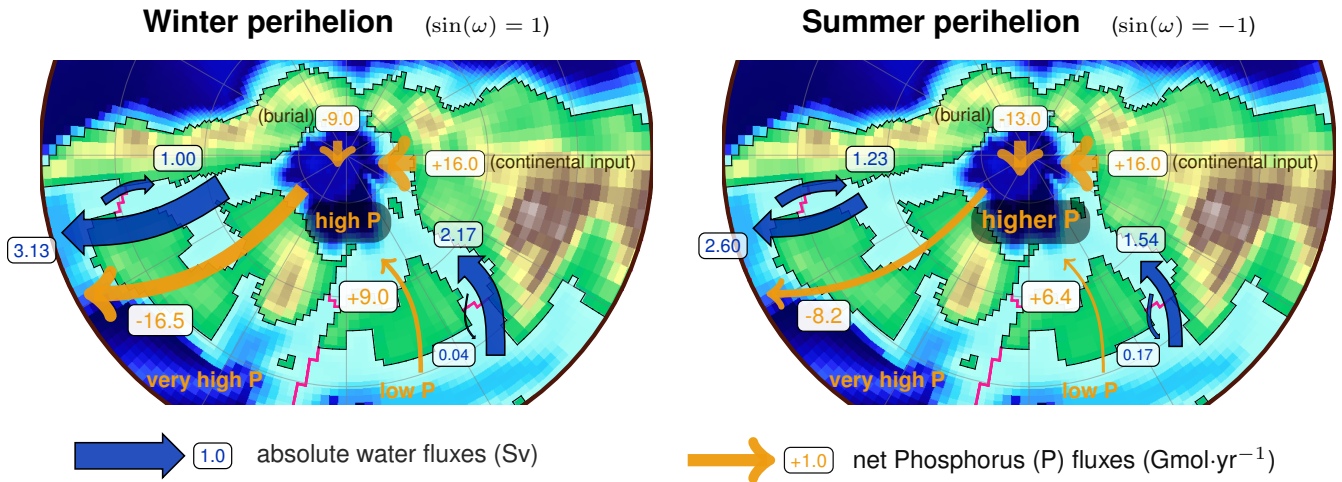 Winter perihelion (sin(ω) = 1)
(burial) -9.0
1.00
+16.0 (continental input)
high P
3.13
2.17
+9.0
-16.5
0.04
very high P
low P
Summer perihelion (sin(ω) = −1)
(burial) -13.0
1.23
+16.0 (continental input)
higher P
2.60
1.54
+6.4
-8.2
0.17
very high P
low P
1.0 absolute water fluxes (Sv)
+1.0 net Phosphorus (P) fluxes (Gmol·yr⁻¹)